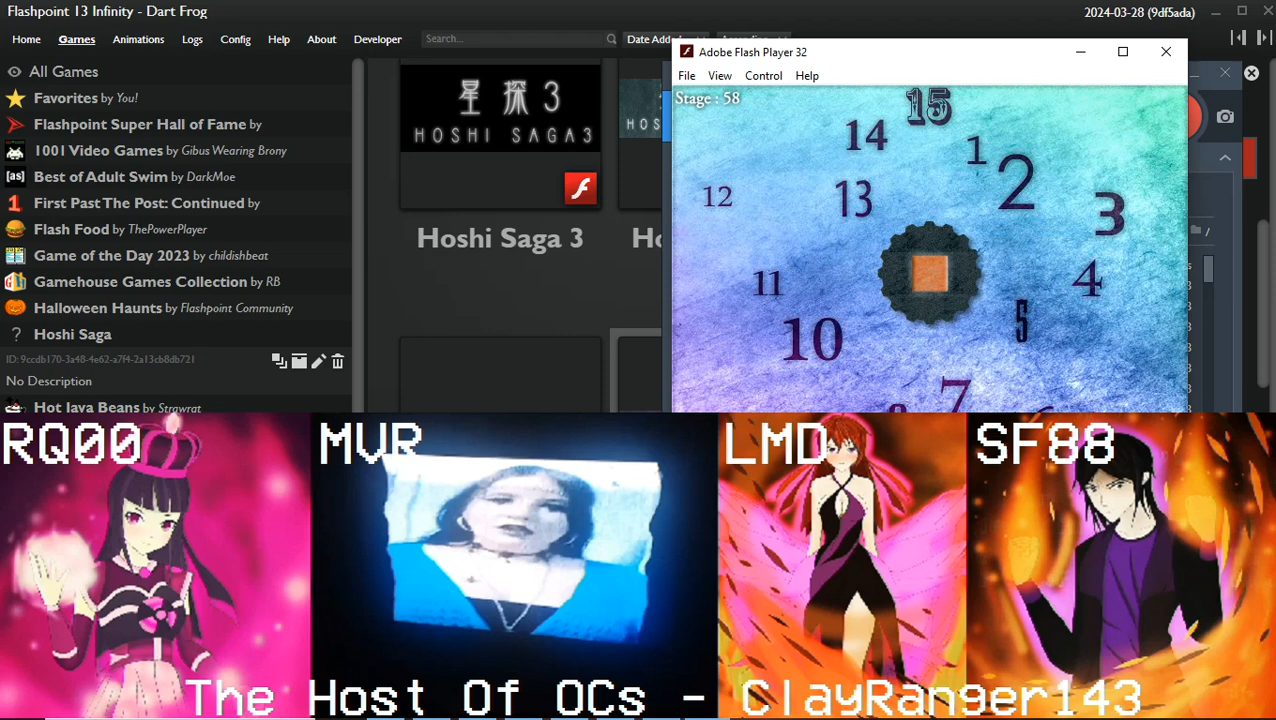 Flashpoint 13 Infinity - Dart Frog
2024-03-28 (9df5ada)
Home Games Animations Logs Config Help About Developer
Search...
Date Added
Ascending
All Games
Favorites by You!
Flashpoint Super Hall of Fame by
1001 Video Games by Gibus Wearing Brony
Best of Adult Swim by DarkMoe
First Past The Post: Continued by
Flash Food by ThePowerPlayer
Game of the Day 2023 by childishbeat
Gamehouse Games Collection by RB
Halloween Haunts by Flashpoint Community
Hoshi Saga
ID: 9ccdb170-3a48-4e62-a7f4-2a13cb8db721
No Description
Hot Java Beans by Strawrat
[as]
星探3
HOSHI SAGA3
Hoshi Saga 3
HOS
Ho
Adobe Flash Player 32
File View Control Help
Stage : 58
15
14
1
2
12
13
3
11
4
5
10
7
/
RQ00
MVR
LMD
SF88
The Host Of OCs - ClayRanger143